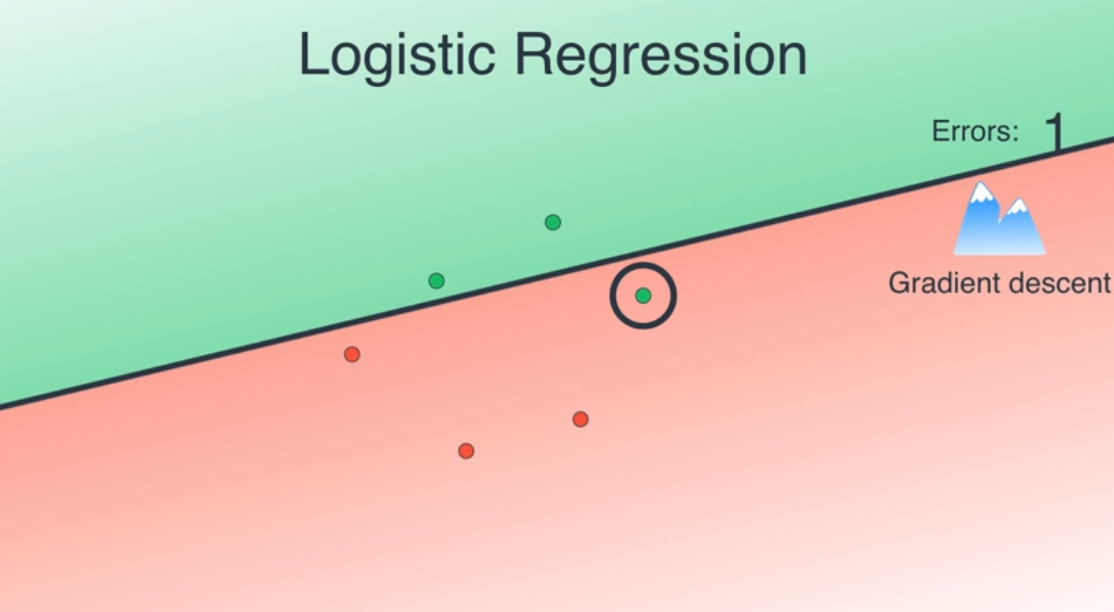 Logistic Regression
Errors: 1
Gradient descent